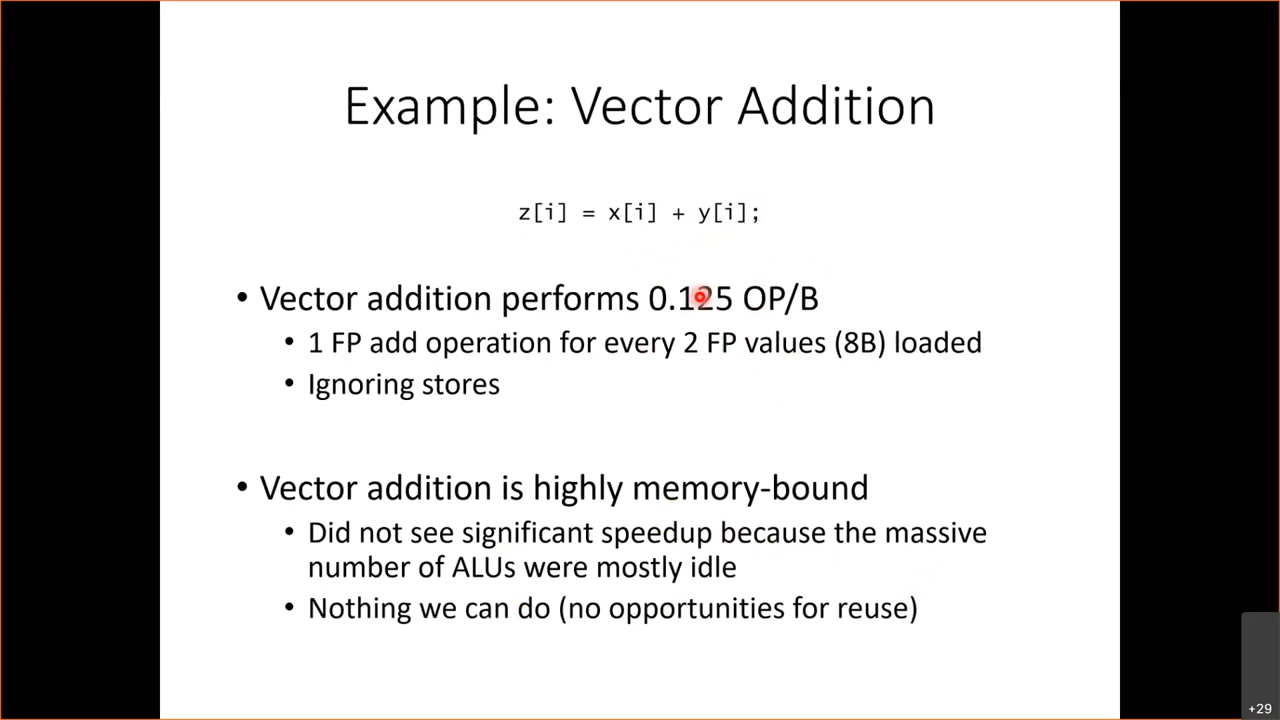 Example: Vector Addition
z[i] = x[i] + y[i];
• Vector addition performs 0.125 OP/B
• 1 FP add operation for every 2 FP values (8B) loaded
• Ignoring stores
• Vector addition is highly memory-bound
• Did not see significant speedup because the massive
number of ALUs were mostly idle
• Nothing we can do (no opportunities for reuse)
+29